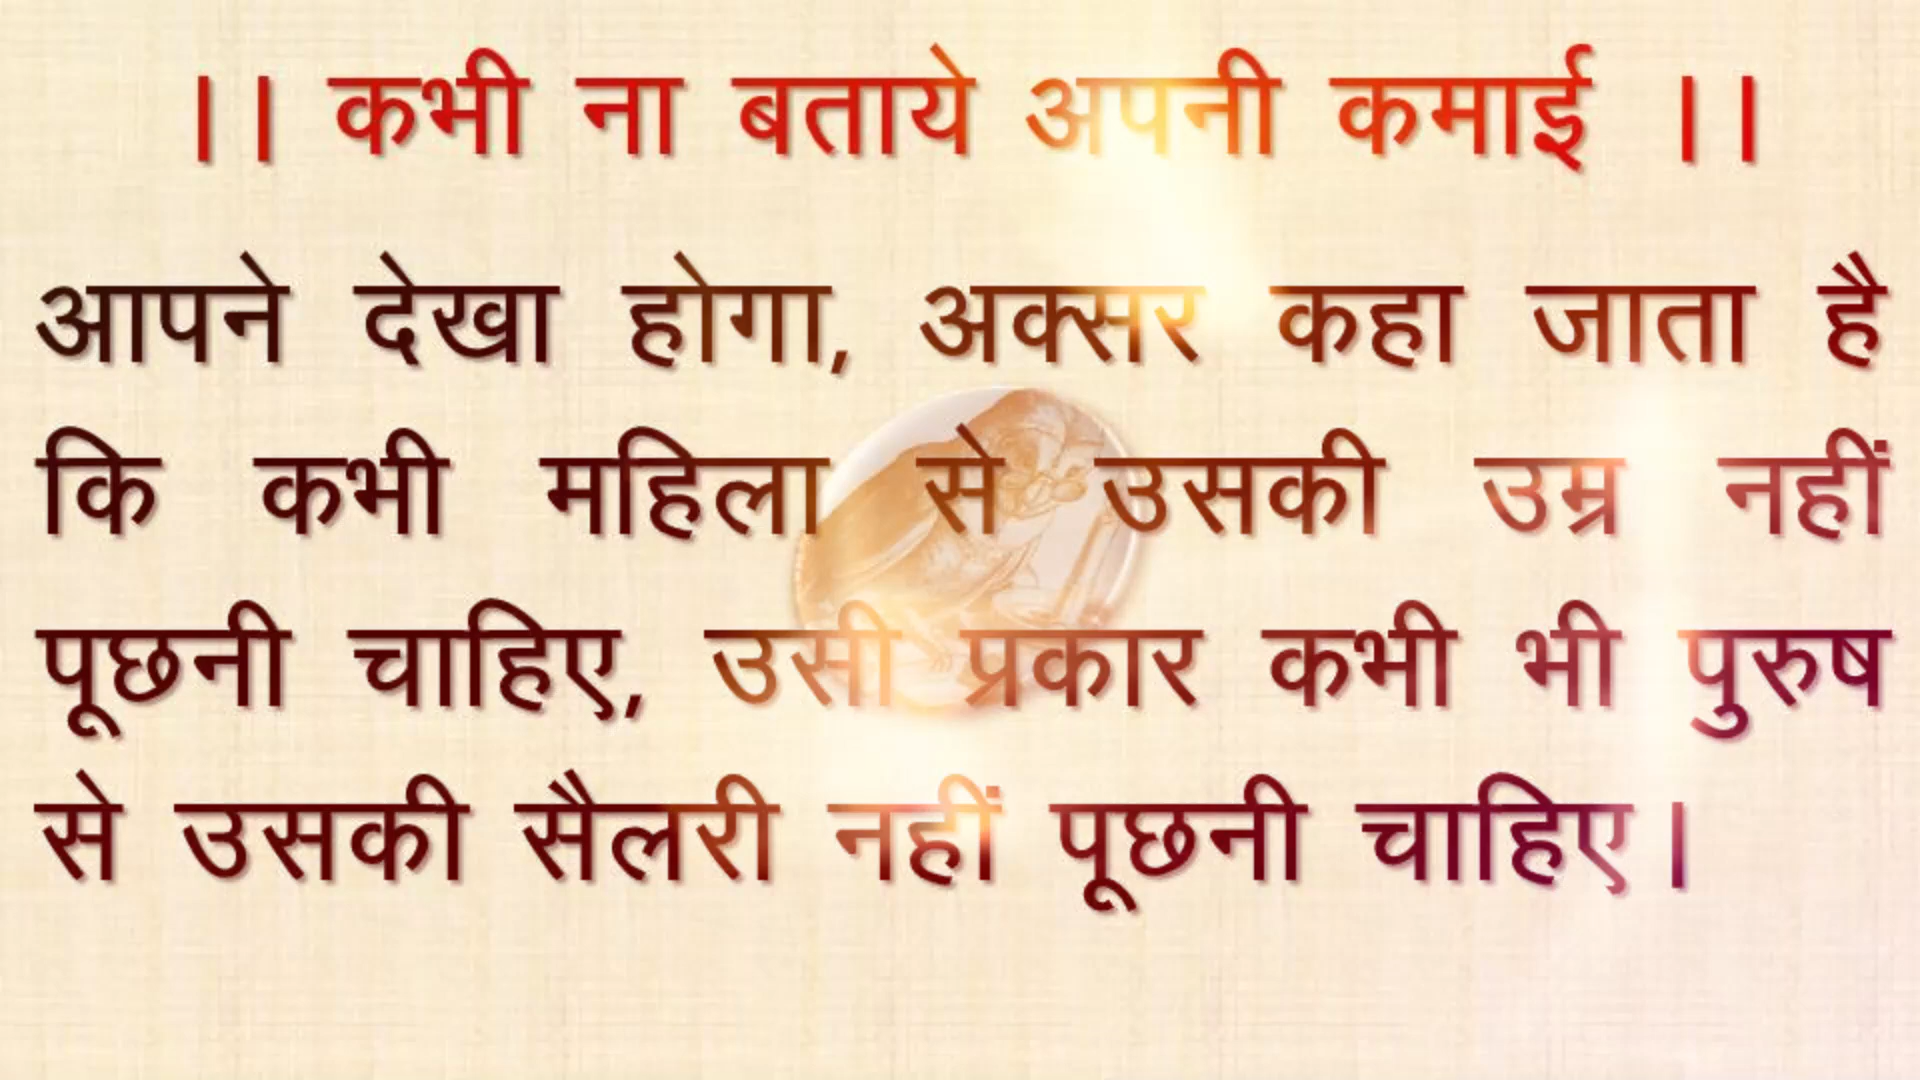 ।। कभी ना बताये अपनी कमाई ।।
आपने देखा होगा, अक्सर कहा जाता है
कि कभी महिला से उसकी उम्र नहीं
पूछनी चाहिए, उसी प्रकार कभी भी पुरुष
से उसकी सैलरी नहीं पूछनी चाहिए।